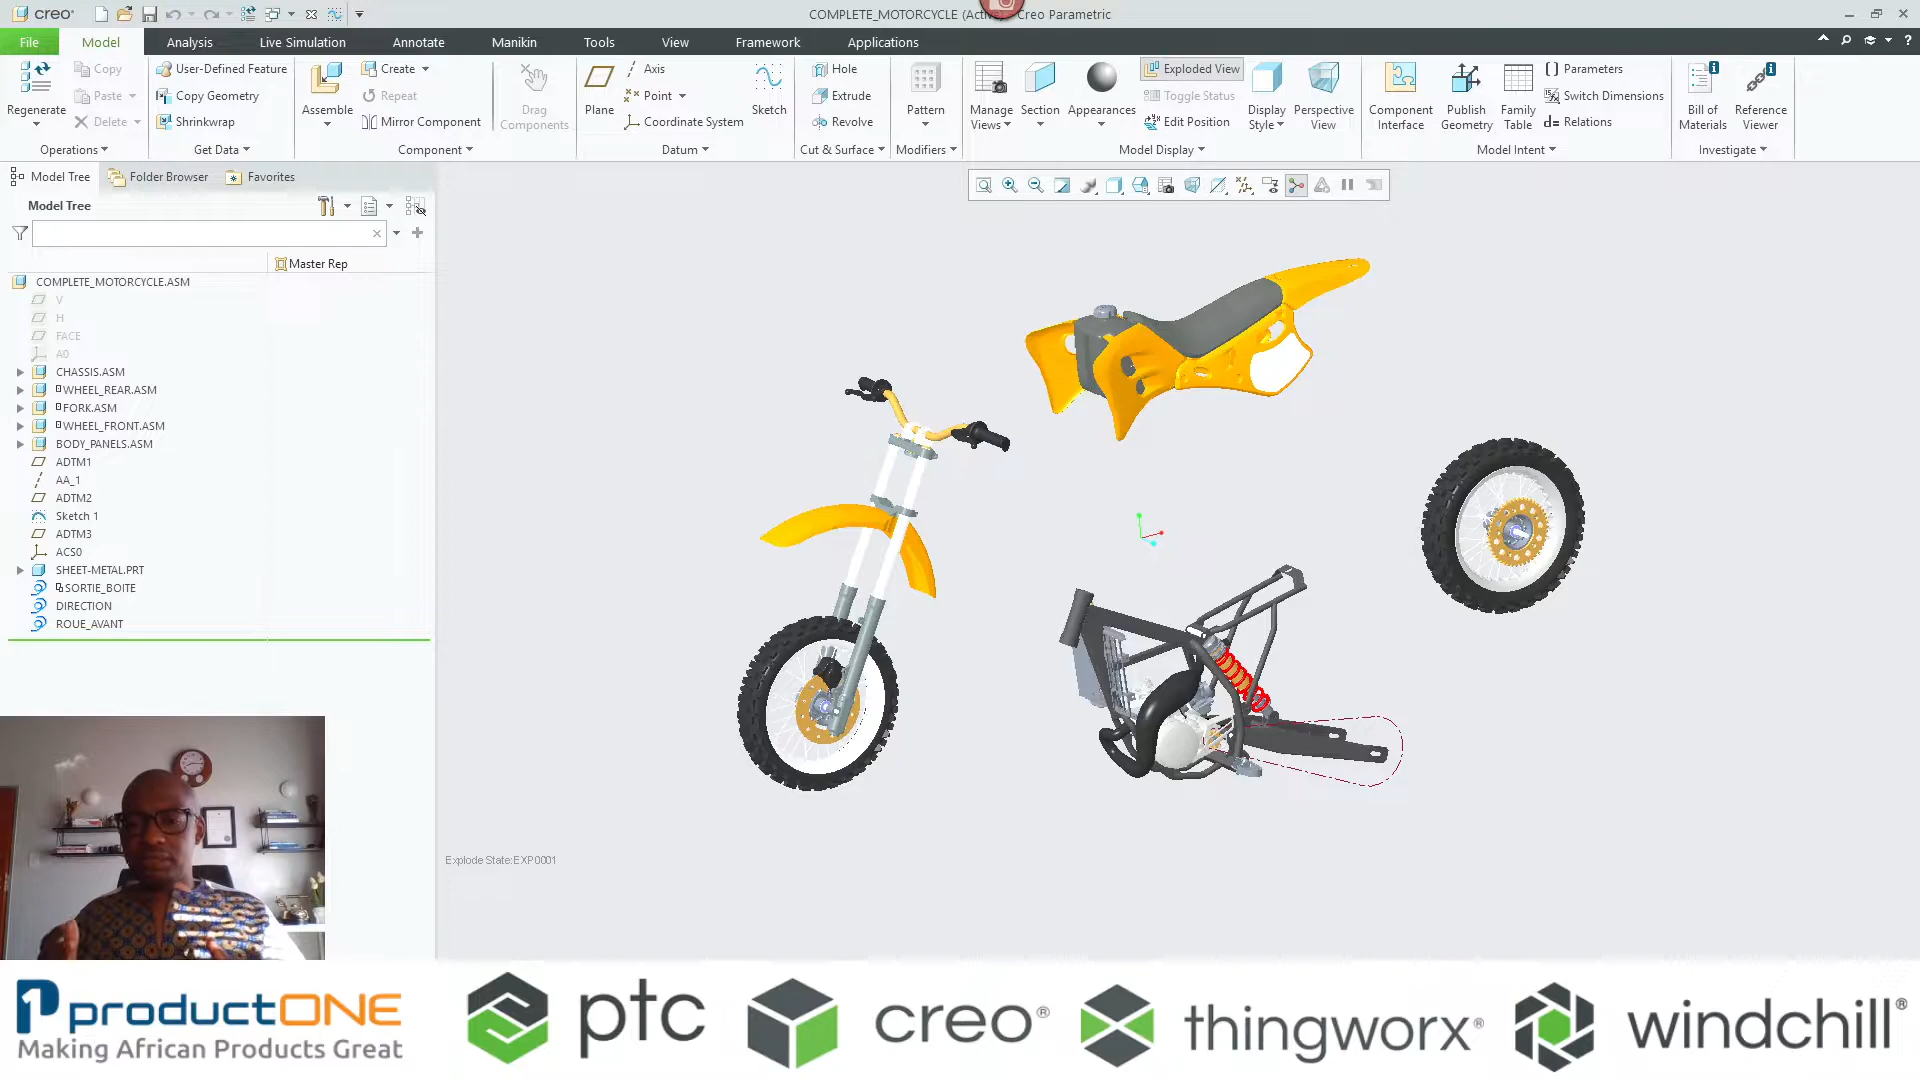 creo®
COMPLETE_MOTORCYCLE (Active) - Creo Parametric
File Model Analysis Live Simulation Annotate Manikin Tools View Framework Applications
Regenerate
Copy
Paste
Delete
Operations
User-Defined Feature
Copy Geometry
Shrinkwrap
Get Data
Assemble
Create
Repeat
Mirror Component
Drag
Components
Component
Plane
Axis
Point
Coordinate System
Sketch
Datum
Hole
Extrude
Revolve
Cut & Surface
Pattern
Modifiers
Manage
Views
Section
Appearances
Exploded View
Toggle Status
Edit Position
Display
Style
Perspective
View
Model Display
Component
Interface
Publish
Geometry
Family
Table
Parameters
Switch Dimensions
d= Relations
Model Intent
Bill of
Materials
Reference
Viewer
Investigate
Model Tree Folder Browser Favorites
Model Tree
Master Rep
COMPLETE_MOTORCYCLE.ASM
V
H
FACE
A0
CHASSIS.ASM
WHEEL_REAR.ASM
FORK.ASM
WHEEL_FRONT.ASM
BODY_PANELS.ASM
ADTM1
AA_1
ADTM2
Sketch 1
ADTM3
ACS0
SHEET-METAL.PRT
SORTIE_BOITE
DIRECTION
ROUE_AVANT
Explode State:EXP0001
productONE
Making African Products Great
ptc
creo®
thingworx®
windchill®